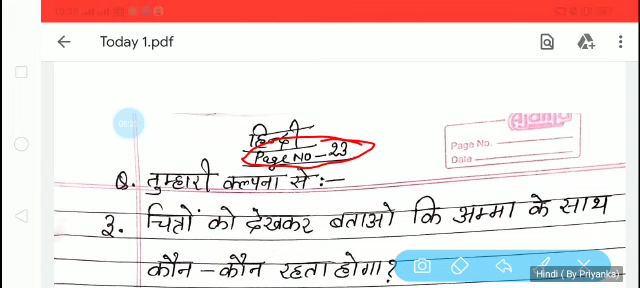 Today 1.pdf
हिन्दी
Page No - 23
Page No.
Date
Q. तुम्हारी कल्पना से :-
3. चित्रों को देखकर बताओ कि अम्मा के साथ
कौन - कौन रहता होगा?
Hindi ( By Priyanka)